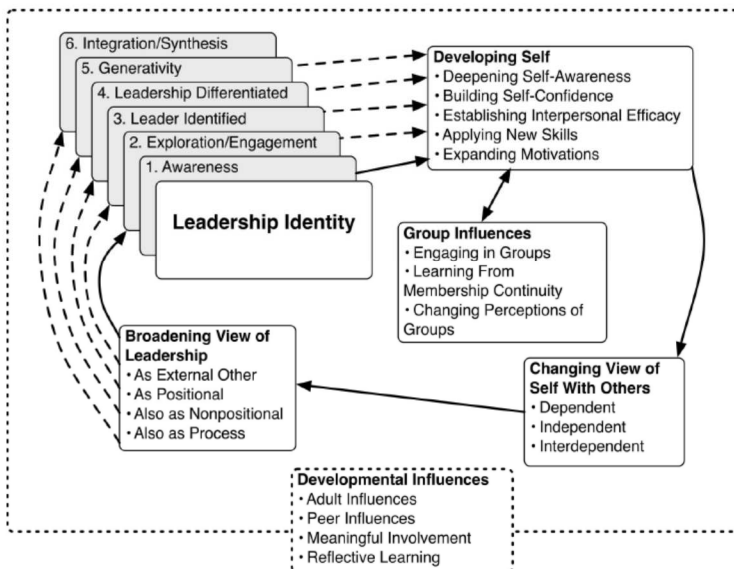 6. Integration/Synthesis
5. Generativity
4. Leadership Differentiated
3. Leader Identified
2. Exploration/Engagement
1. Awareness
Leadership Identity
Developing Self
• Deepening Self-Awareness
• Building Self-Confidence
• Establishing Interpersonal Efficacy
• Applying New Skills
• Expanding Motivations
Group Influences
• Engaging in Groups
• Learning From
Membership Continuity
• Changing Perceptions of
Groups
Changing View of
Self With Others
• Dependent
• Independent
• Interdependent
Broadening View of
Leadership
• As External Other
• As Positional
• Also as Nonpositional
• Also as Process
Developmental Influences
• Adult Influences
• Peer Influences
• Meaningful Involvement
• Reflective Learning